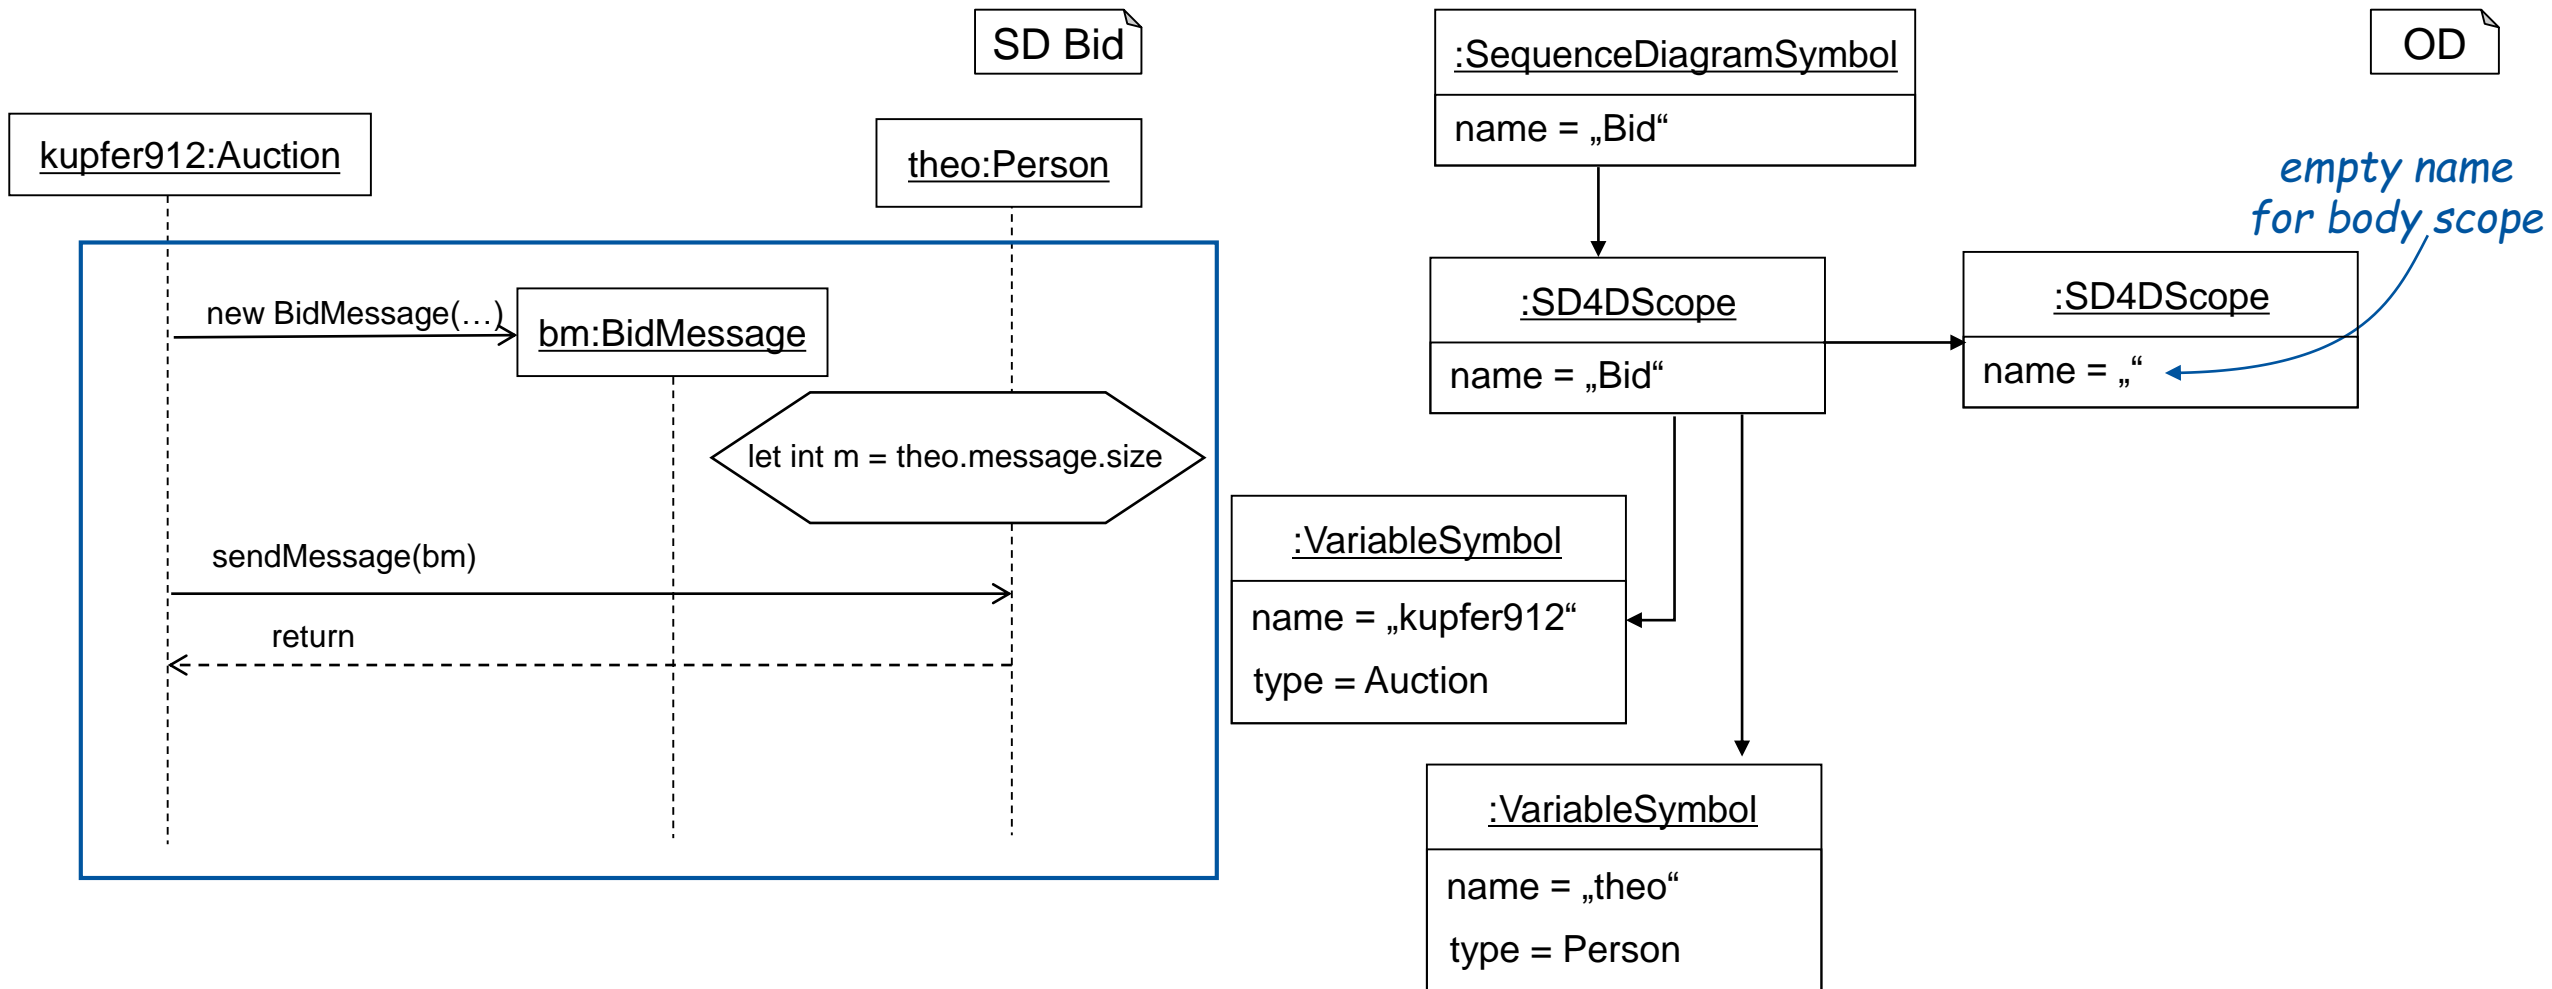 SD Bid
kupfer912:Auction
theo:Person
new BidMessage(…)
bm:BidMessage
let int m = theo.message.size
sendMessage(bm)
return
OD
:SequenceDiagramSymbol
name = „Bid“
empty name
for body scope
:SD4DScope
name = „Bid“
:SD4DScope
name = „“
:VariableSymbol
name = „kupfer912“
type = Auction
:VariableSymbol
name = „theo“
type = Person